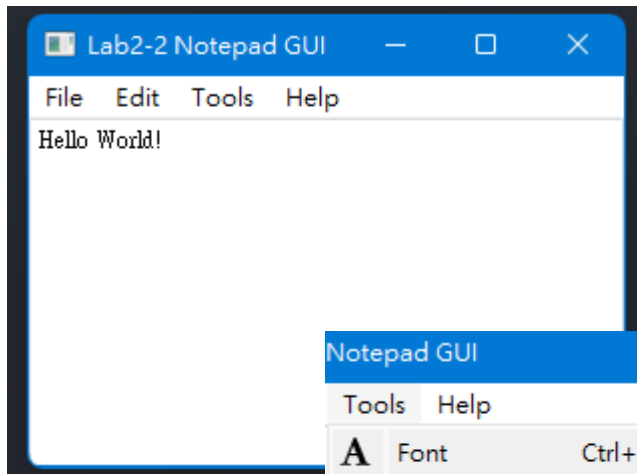 Lab2-2 Notepad GUI
File Edit Tools Help
Hello World!
Notepad GUI
Tools Help
A Font Ctrl+